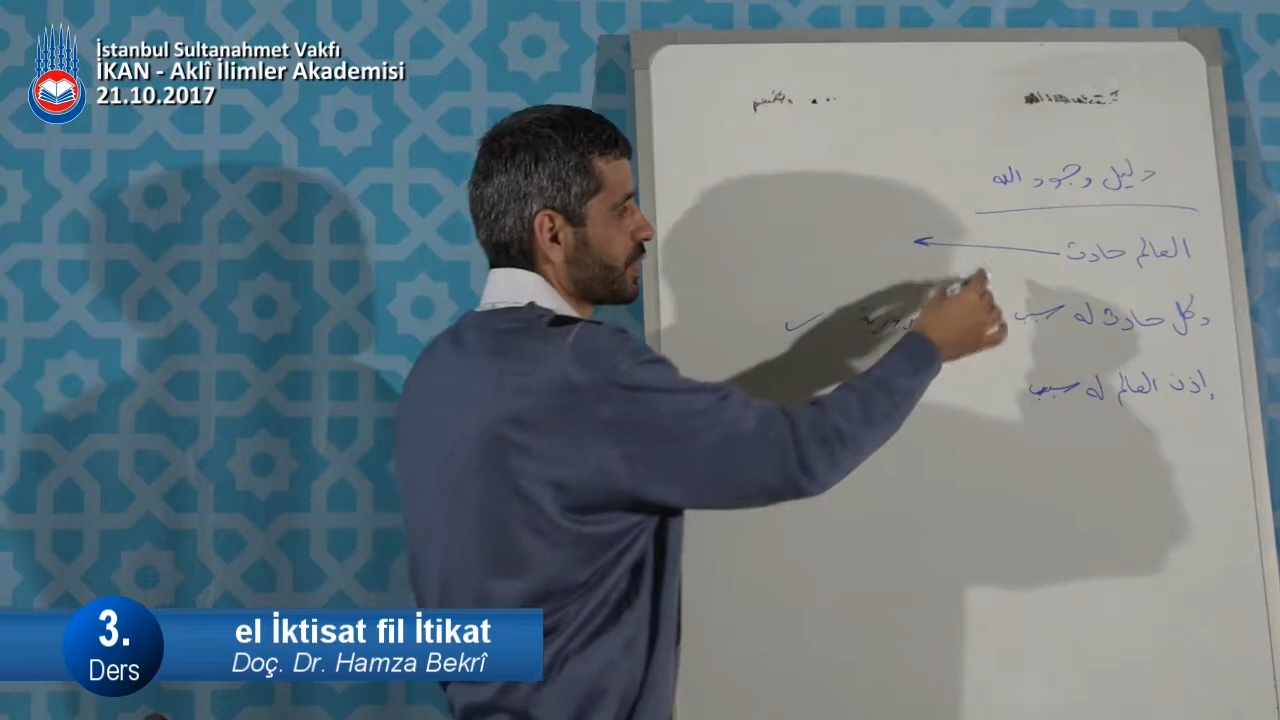 İstanbul Sultanahmet Vakfı
İKAN - Aklî İlimler Akademisi
21.10.2017
دليل وجود الله
العالم حادث
وكل حادث له سبب
إذن العالم له سبب
3.
Ders
el İktisat fil İtikat
Doç. Dr. Hamza Bekrî